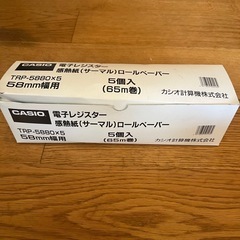 CASIO 電子レジスター
感熱紙（サーマル）ロールペーパー
TRP-5880×5
58mm幅用
5個入
（65m巻）
カシオ計算機株式会社
CASIO 電子レジスター
感熱紙（サーマル）ロールペーパー
TRP-5880×5
58mm幅用
5個入
（65m巻）
カシオ計算機株式会社